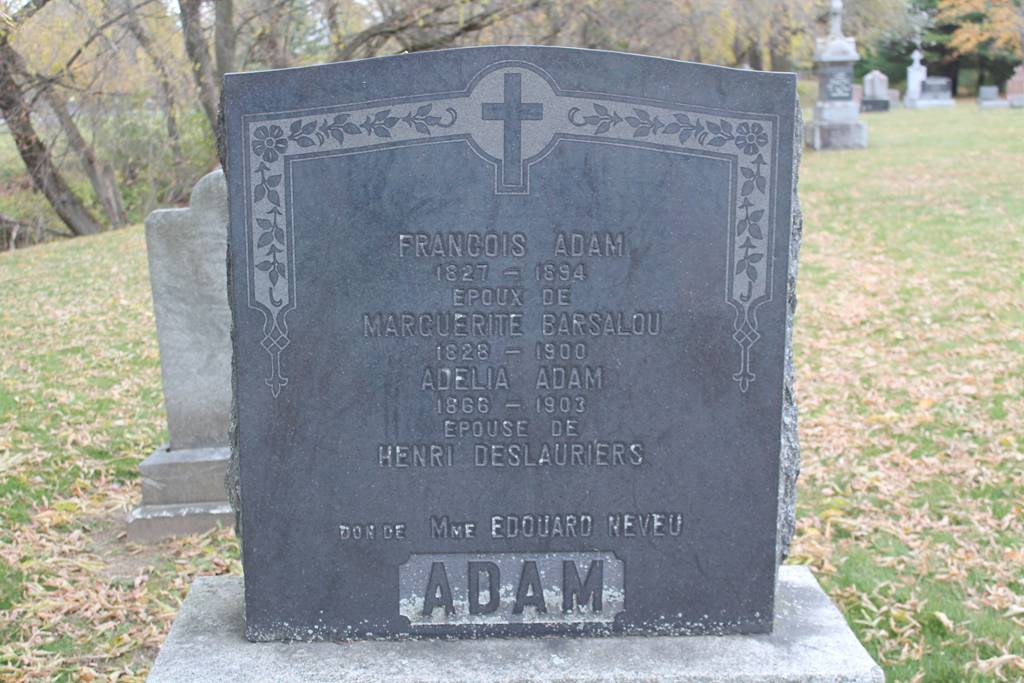 FRANCOIS ADAM
1827 – 1894
EPOUX DE
MARGUERITE BARSALOU
1828 – 1900
ADELIA ADAM
1866 – 1903
EPOUSE DE
HENRI DESLAURIERS
DON DE MME EDOUARD NEVEU
ADAM